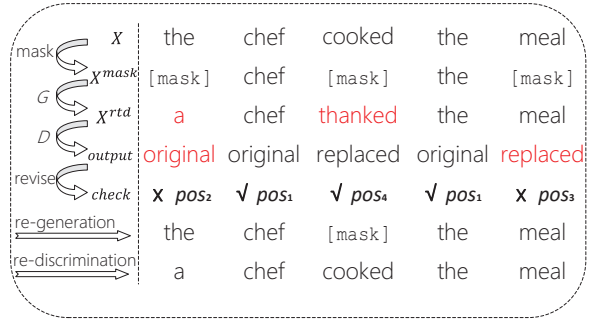 X the chef cooked the meal
mask
X^mask [mask] chef [mask] the [mask]
G
X^rtd a chef thanked the meal
D
output original original replaced original replaced
revise
check X pos₂ √ pos₁ √ pos₄ √ pos₁ X pos₃
re-generation the chef [mask] the meal
re-discrimination a chef cooked the meal